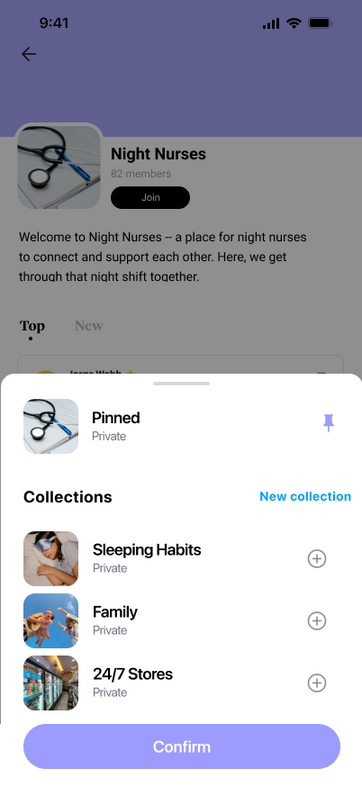 9:41
Night Nurses
82 members
Join
Welcome to Night Nurses -- a place for night nurses
to connect and support each other. Here, we get
through that night shift together.
Top
New
Jorge Webb
Pinned
Private
Collections
New collection
Sleeping Habits
Private
Family
Private
24/7 Stores
Private
Confirm